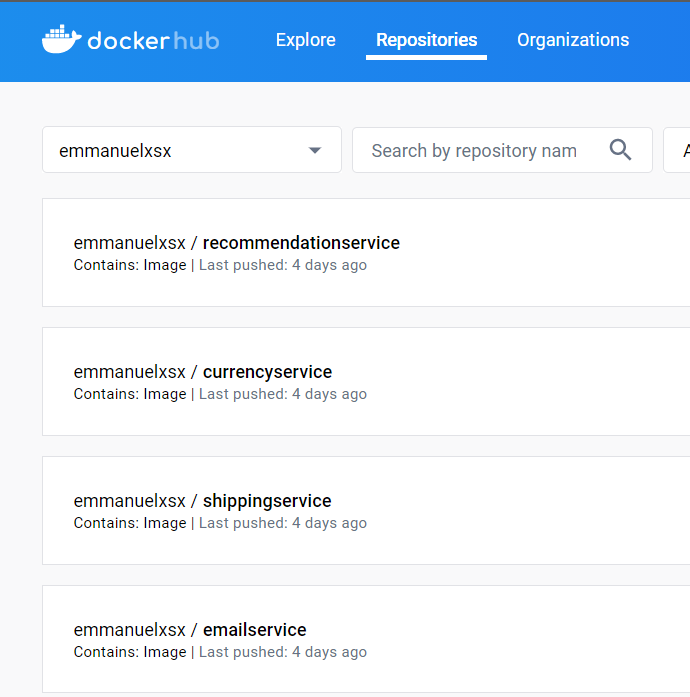 dockerhub Explore Repositories Organizations
emmanuelxsx Search by repository nam A
emmanuelxsx / recommendationservice
Contains: Image | Last pushed: 4 days ago
emmanuelxsx / currencyservice
Contains: Image | Last pushed: 4 days ago
emmanuelxsx / shippingservice
Contains: Image | Last pushed: 4 days ago
emmanuelxsx / emailservice
Contains: Image | Last pushed: 4 days ago